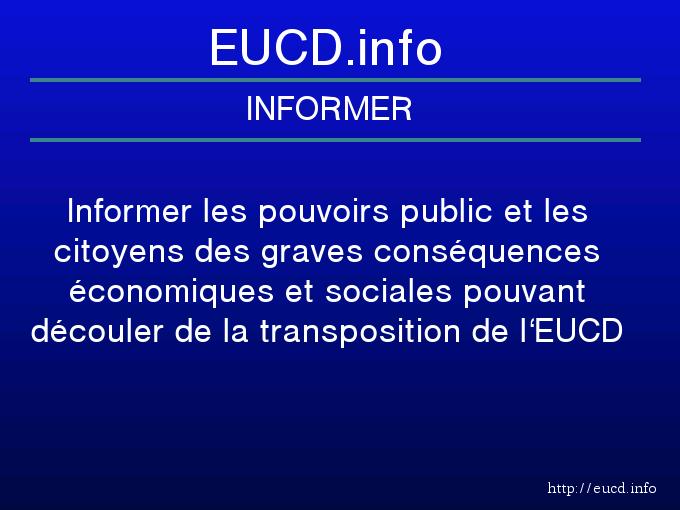 EUCD.info
INFORMER
Informer les pouvoirs public et les
citoyens des graves conséquences
économiques et sociales pouvant
découler de la transposition de l‘EUCD
http://eucd.info